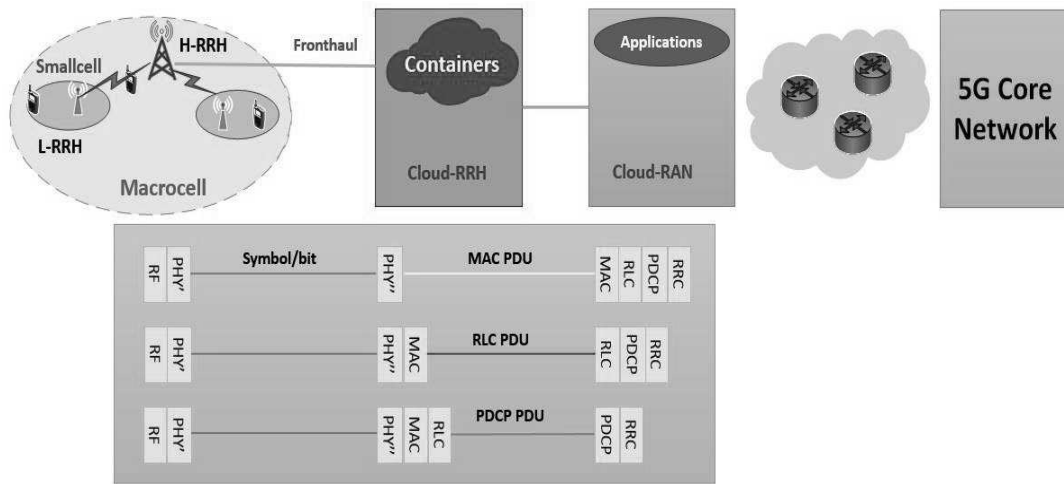 H-RRH
Fronthaul
Smallcell
L-RRH
Macrocell
Containers
Cloud-RRH
Applications
Cloud-RAN
5G Core
Network
RF
PHY'
Symbol/bit
PHY''
MAC PDU
MAC
RLC
PDCP
RRC
RF
PHY'
PHY''
MAC
RLC PDU
RLC
PDCP
RRC
RF
PHY'
PHY''
MAC
RLC
PDCP PDU
PDCP
RRC